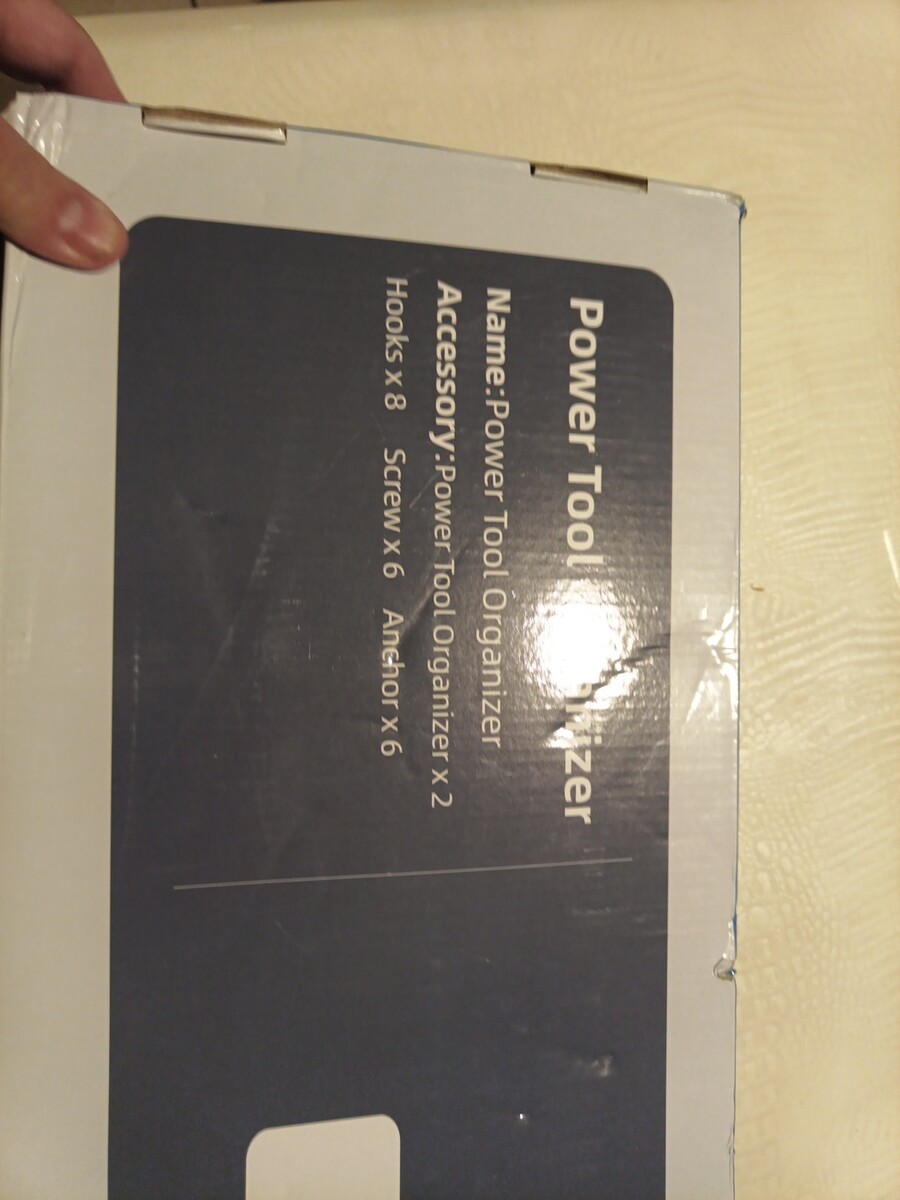 Power Tool
Name:Power Tool Organizer
Accessory:Power Tool Organizer x 2
Hooks x 8 Screw x 6 Anchor x 6